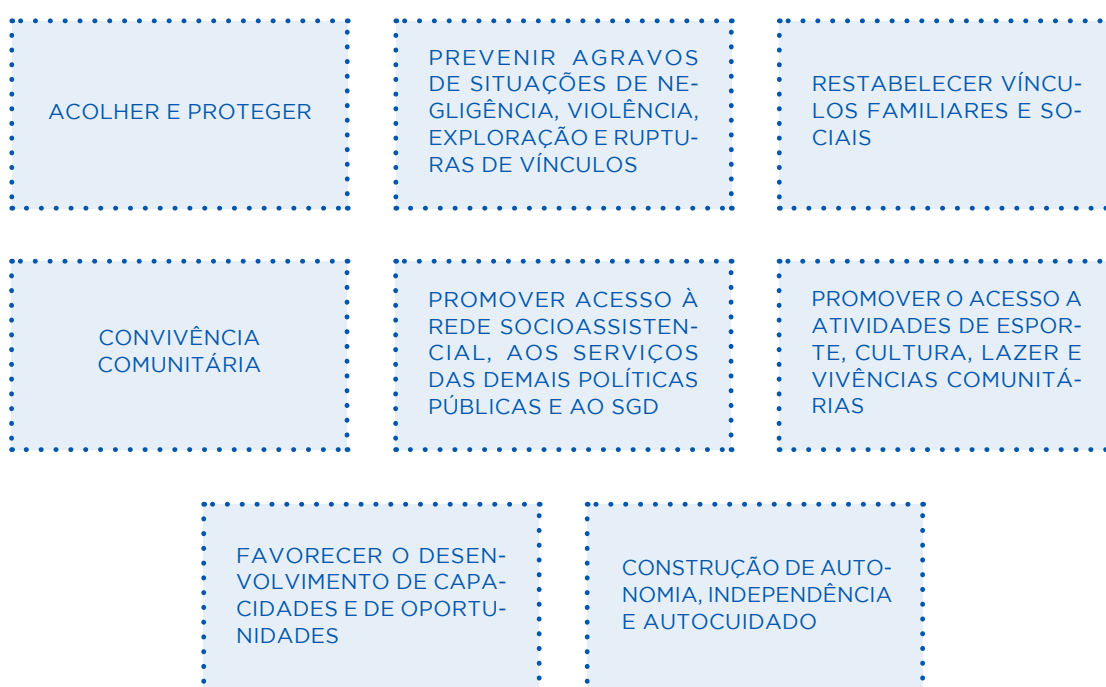 ACOLHER E PROTEGER
PREVENIR AGRAVOS
DE SITUAÇÕES DE NE-
GLIGÊNCIA, VIOLÊNCIA,
EXPLORAÇÃO E RUPTU-
RAS DE VÍNCULOS
RESTABELECER VÍNCU-
LOS FAMILIARES E SO-
CIAIS
CONVIVÊNCIA
COMUNITÁRIA
PROMOVER ACESSO À
REDE SOCIOASSISTEN-
CIAL, AOS SERVIÇOS
DAS DEMAIS POLÍTICAS
PÚBLICAS E AO SGD
PROMOVER O ACESSO A
ATIVIDADES DE ESPOR-
TE, CULTURA, LAZER E
VIVÊNCIAS COMUNITÁ-
RIAS
FAVORECER O DESEN-
VOLVIMENTO DE CAPA-
CIDADES E DE OPORTU-
NIDADES
CONSTRUÇÃO DE AUTO-
NOMIA, INDEPENDÊNCIA
E AUTOCUIDADO